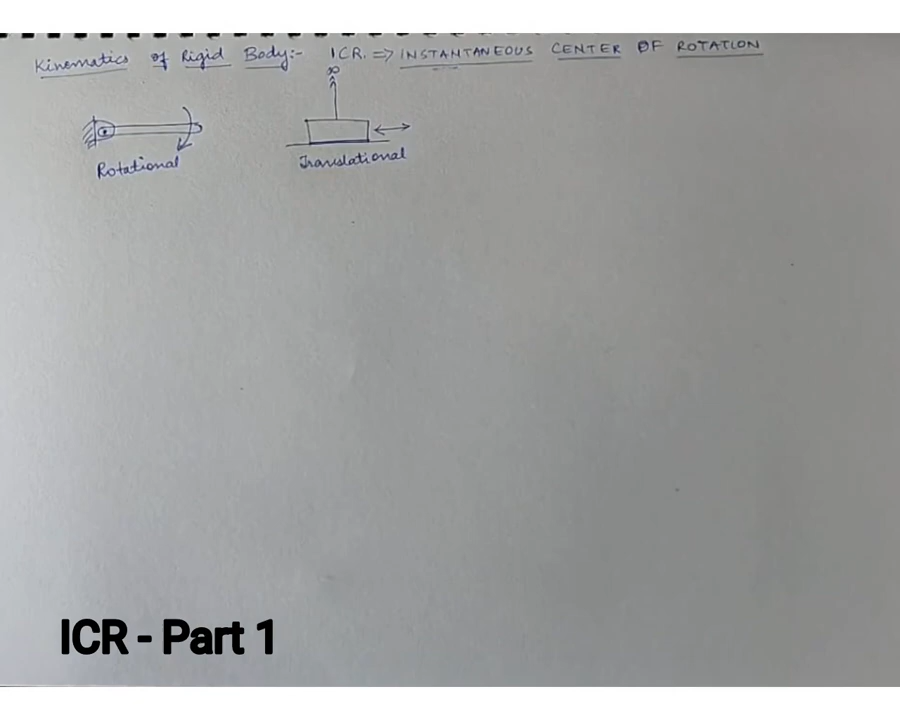 Kinematics of Rigid Body:- ICR. => INSTANTANEOUS CENTER OF ROTATION
∞
Rotational
Translational
ICR - Part 1